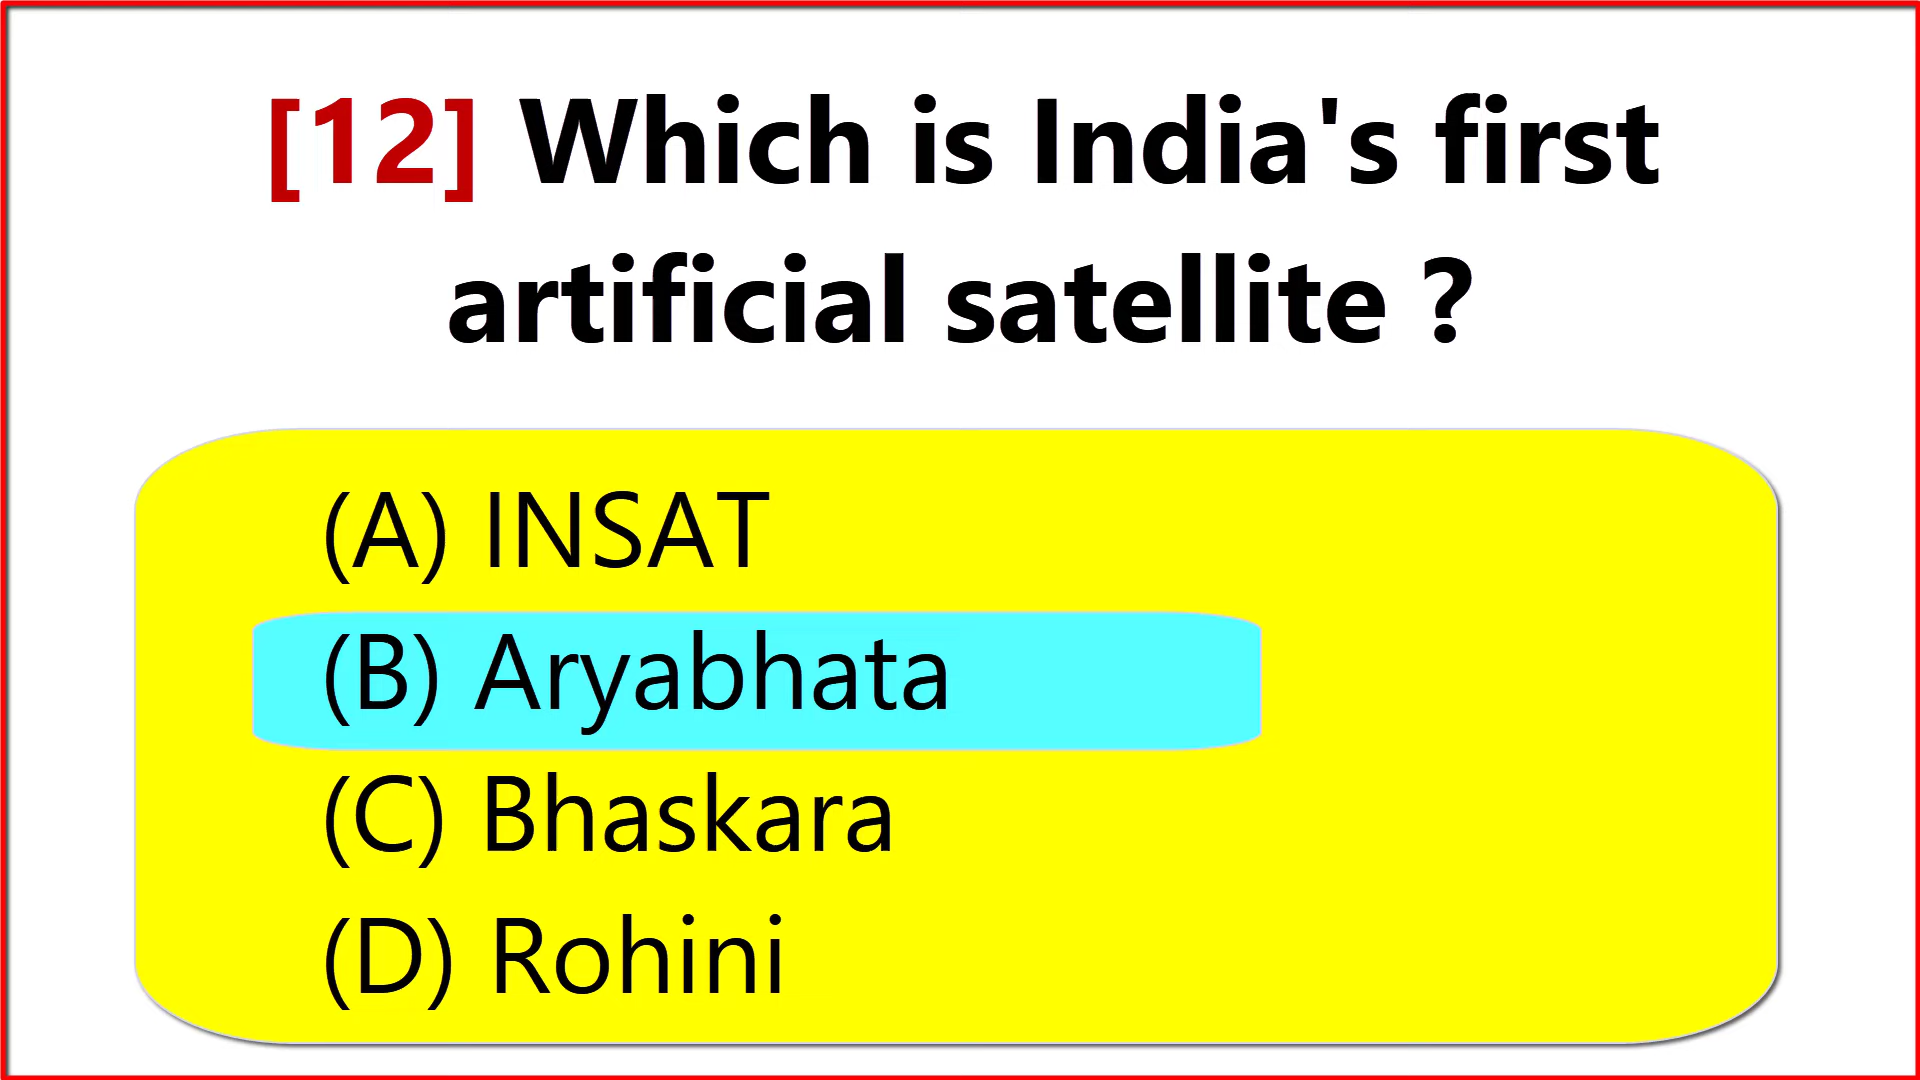 [12] Which is India's first
artificial satellite ?
(A) INSAT
(B) Aryabhata
(C) Bhaskara
(D) Rohini